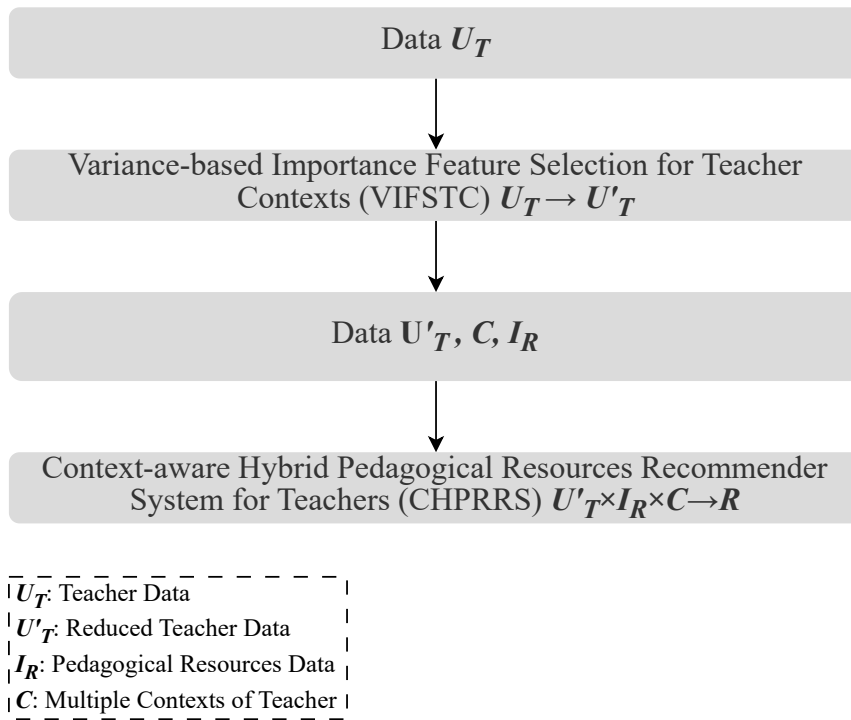 Data U_T
Variance-based Importance Feature Selection for Teacher
Contexts (VIFSTC) U_T → U'_T
Data U'_T, C, I_R
Context-aware Hybrid Pedagogical Resources Recommender
System for Teachers (CHPRRS) U'_T×I_R×C→R
U_T: Teacher Data
U'_T: Reduced Teacher Data
I_R: Pedagogical Resources Data
C: Multiple Contexts of Teacher